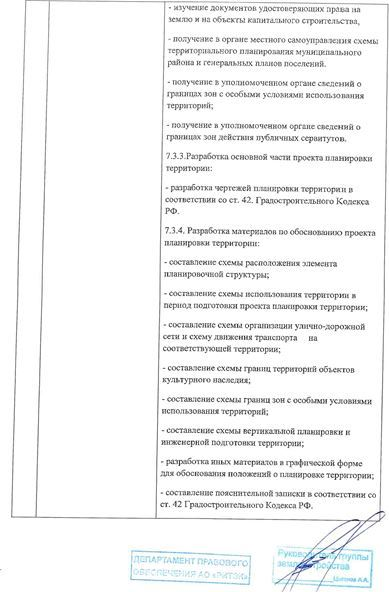 - изучение документов удостоверяющих права на
землю и на объекты капитального строительства,
- получение в органе местного самоуправления схемы
территориального планирования муниципального
района и генеральных планов поселений.
- получение в уполномоченном органе сведений о
границах зон с особыми условиями использования
территорий;
- получение в уполномоченном органе сведений о
границах зон действия публичных сервитутов.
7.3.3.Разработка основной части проекта планировки
территории:
- разработка чертежей планировки территории в
соответствии со ст. 42. Градостроительного Кодекса
РФ.
7.3.4. Разработка материалов по обоснованию проекта
планировки территории:
- составление схемы расположения элемента
планировочной структуры;
- составление схемы использования территории в
период подготовки проекта планировки территории;
- составление схемы организации улично-дорожной
сети и схему движения транспорта на
соответствующей территории;
- составление схемы границ территорий объектов
культурного наследия;
- составление схемы границ зон с особыми условиями
использования территорий;
- составление схемы вертикальной планировки и
инженерной подготовки территории;
- разработка иных материалов в графической форме
для обоснования положений о планировке территории;
- составление пояснительной записки в соответствии со
ст. 42 Градостроительного Кодекса РФ.
ДЕПАРТАМЕНТ ПРАВОВОГО
ОБЕСПЕЧЕНИЯ АО «РИТЭК»
Руководитель группы
землеустройства